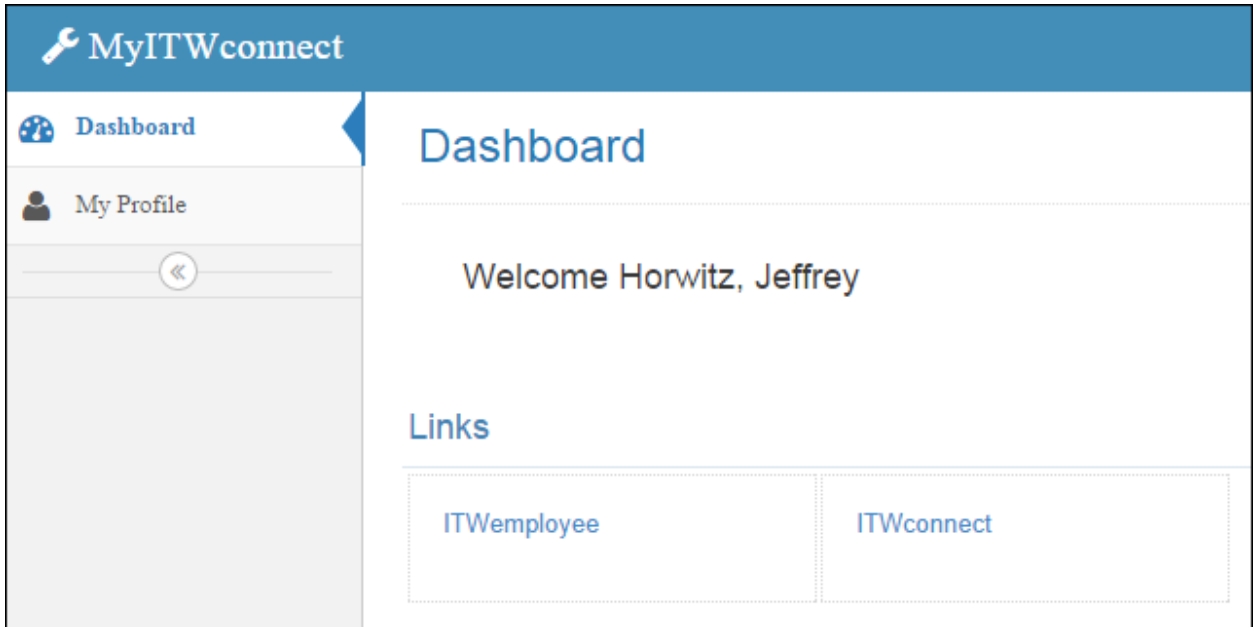 MyITWconnect
Dashboard
My Profile
Dashboard
Welcome Horwitz, Jeffrey
Links
ITWemployee
ITWconnect